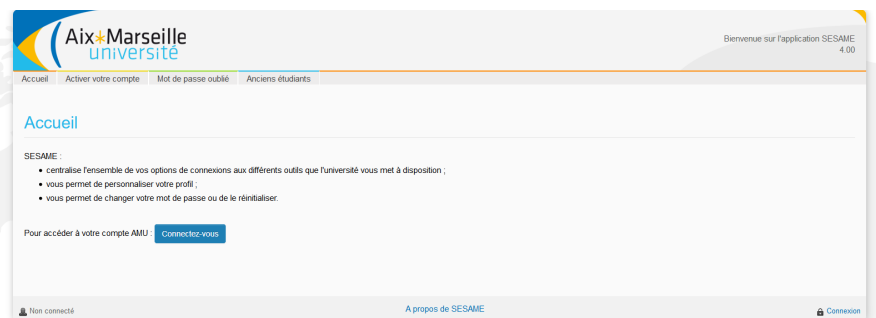 Aix*Marseille
université
Bienvenue sur l'application SESAME
4.00
Accueil Activer votre compte Mot de passe oublié Anciens étudiants
Accueil
SESAME :
• centralise l'ensemble de vos options de connexions aux différents outils que l'université vous met à disposition ;
• vous permet de personnaliser votre profil ;
• vous permet de changer votre mot de passe ou de le réinitialiser.
Pour accéder à votre compte AMU : Connectez-vous
Non connecté A propos de SESAME Connexion